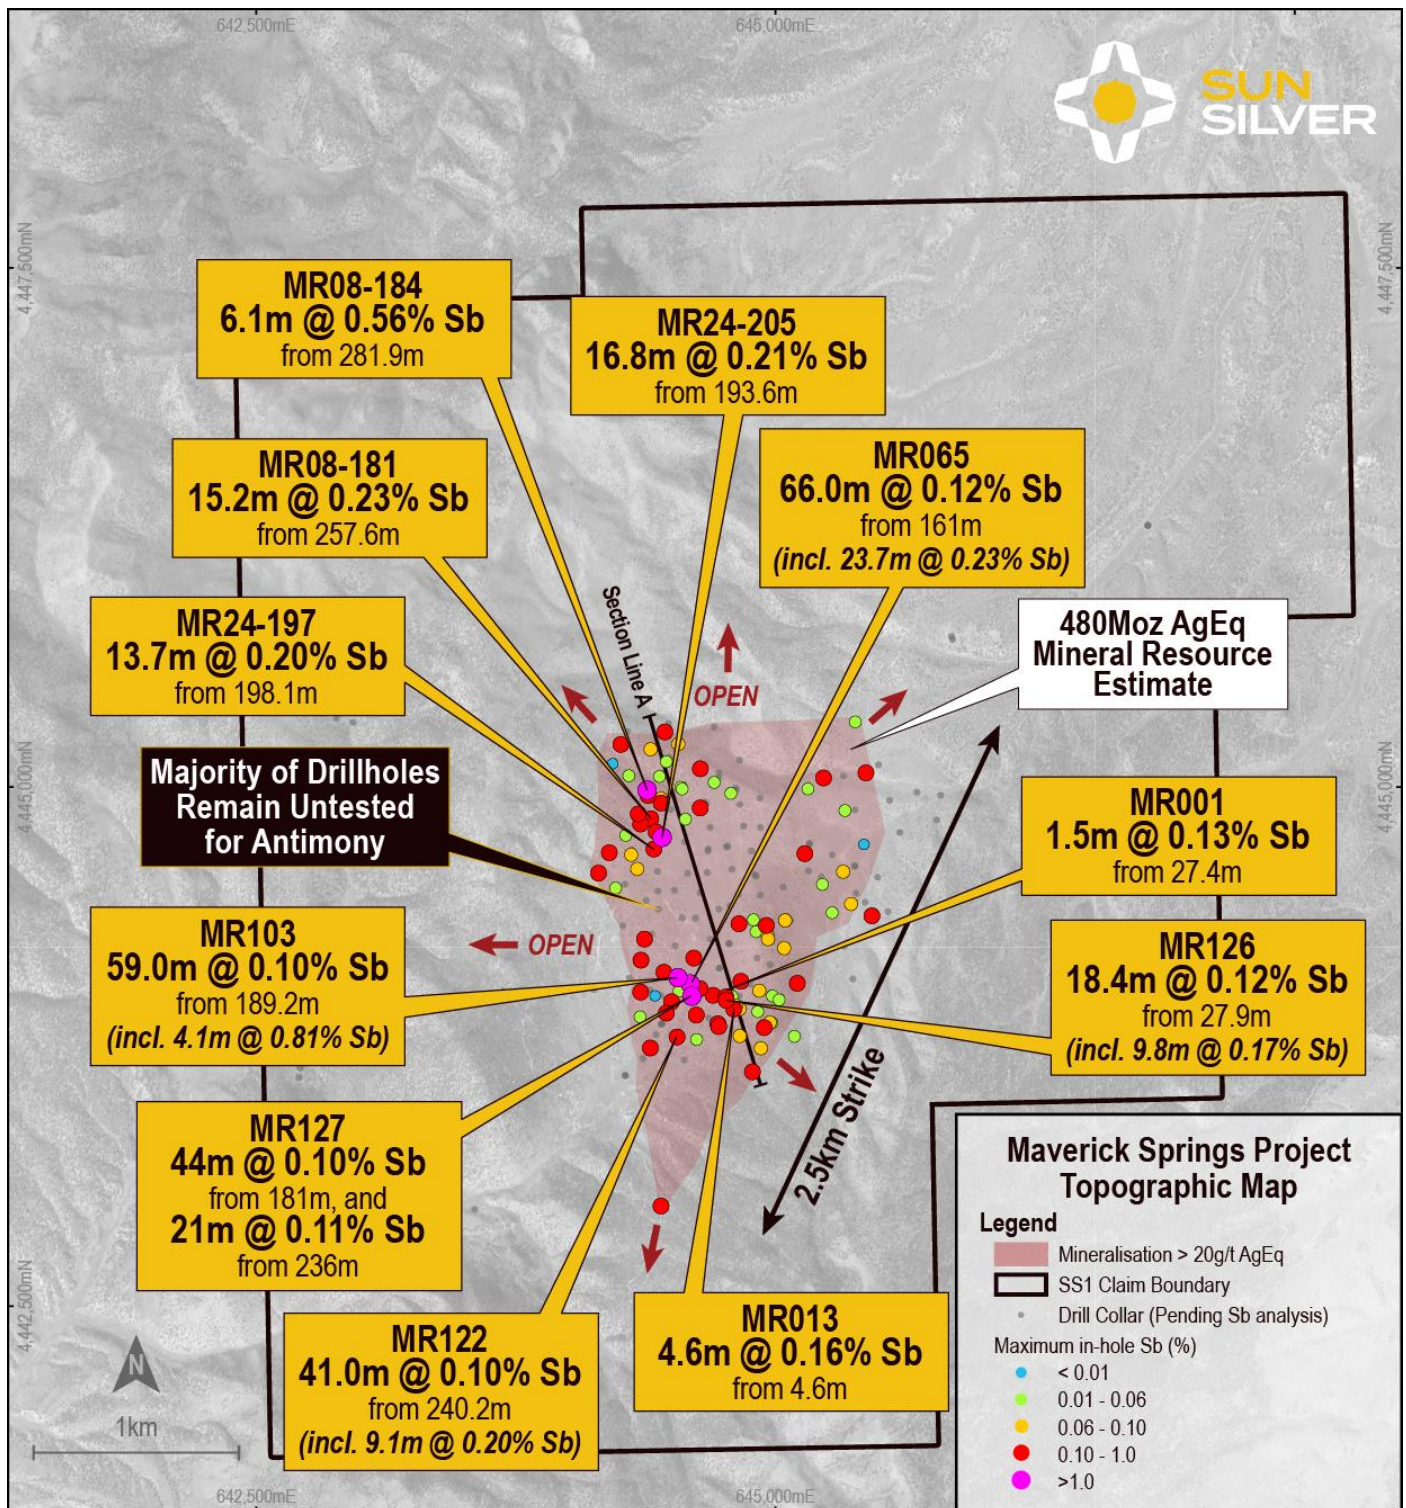 642,500mE
645,000mE
SUN
SILVER
4,447,500mN
4,447,500mN
MR08-184
6.1m @ 0.56% Sb
from 281.9m
MR24-205
16.8m @ 0.21% Sb
from 193.6m
MR08-181
15.2m @ 0.23% Sb
from 257.6m
MR065
66.0m @ 0.12% Sb
from 161m
(incl. 23.7m @ 0.23% Sb)
MR24-197
13.7m @ 0.20% Sb
from 198.1m
Section Line A
OPEN
480Moz AgEq
Mineral Resource
Estimate
Majority of Drillholes
Remain Untested
for Antimony
4,445,000mN
4,445,000mN
MR001
1.5m @ 0.13% Sb
from 27.4m
MR103
59.0m @ 0.10% Sb
from 189.2m
(incl. 4.1m @ 0.81% Sb)
OPEN
MR126
18.4m @ 0.12% Sb
from 27.9m
(incl. 9.8m @ 0.17% Sb)
2.5km Strike
MR127
44m @ 0.10% Sb
from 181m, and
21m @ 0.11% Sb
from 236m
MR122
41.0m @ 0.10% Sb
from 240.2m
(incl. 9.1m @ 0.20% Sb)
MR013
4.6m @ 0.16% Sb
from 4.6m
4,442,500mN
N
1km
Maverick Springs Project
Topographic Map
Legend
Mineralisation > 20g/t AgEq
SS1 Claim Boundary
Drill Collar (Pending Sb analysis)
Maximum in-hole Sb (%)
< 0.01
0.01 - 0.06
0.06 - 0.10
0.10 - 1.0
>1.0
642,500mE
645,000mE